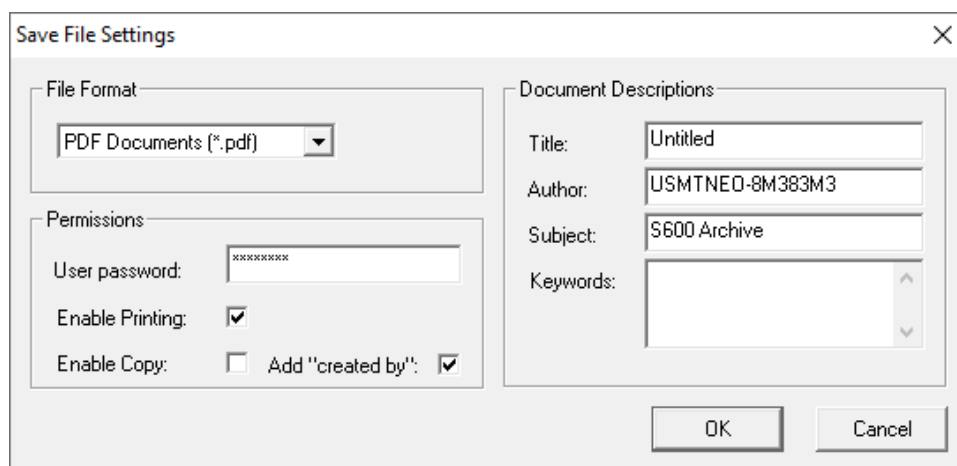 Save File Settings
File Format
PDF Documents (*.pdf)
Permissions
User password:
********
Enable Printing:
Enable Copy:
Add "created by":
Document Descriptions
Title:
Untitled
Author:
USMTNEO-8M383M3
Subject:
S600 Archive
Keywords:
OK
Cancel